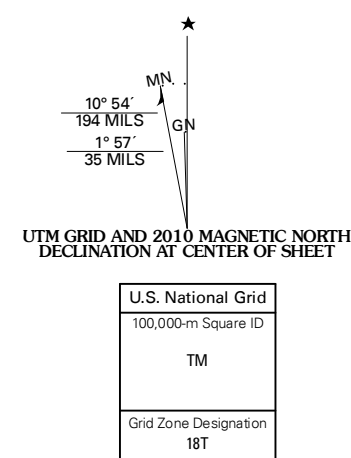 MN
GN
10° 54´
194 MILS
1° 57´
35 MILS
UTM GRID AND 2010 MAGNETIC NORTH
DECLINATION AT CENTER OF SHEET
U.S. National Grid
100,000-m Square ID
TM
Grid Zone Designation
18T